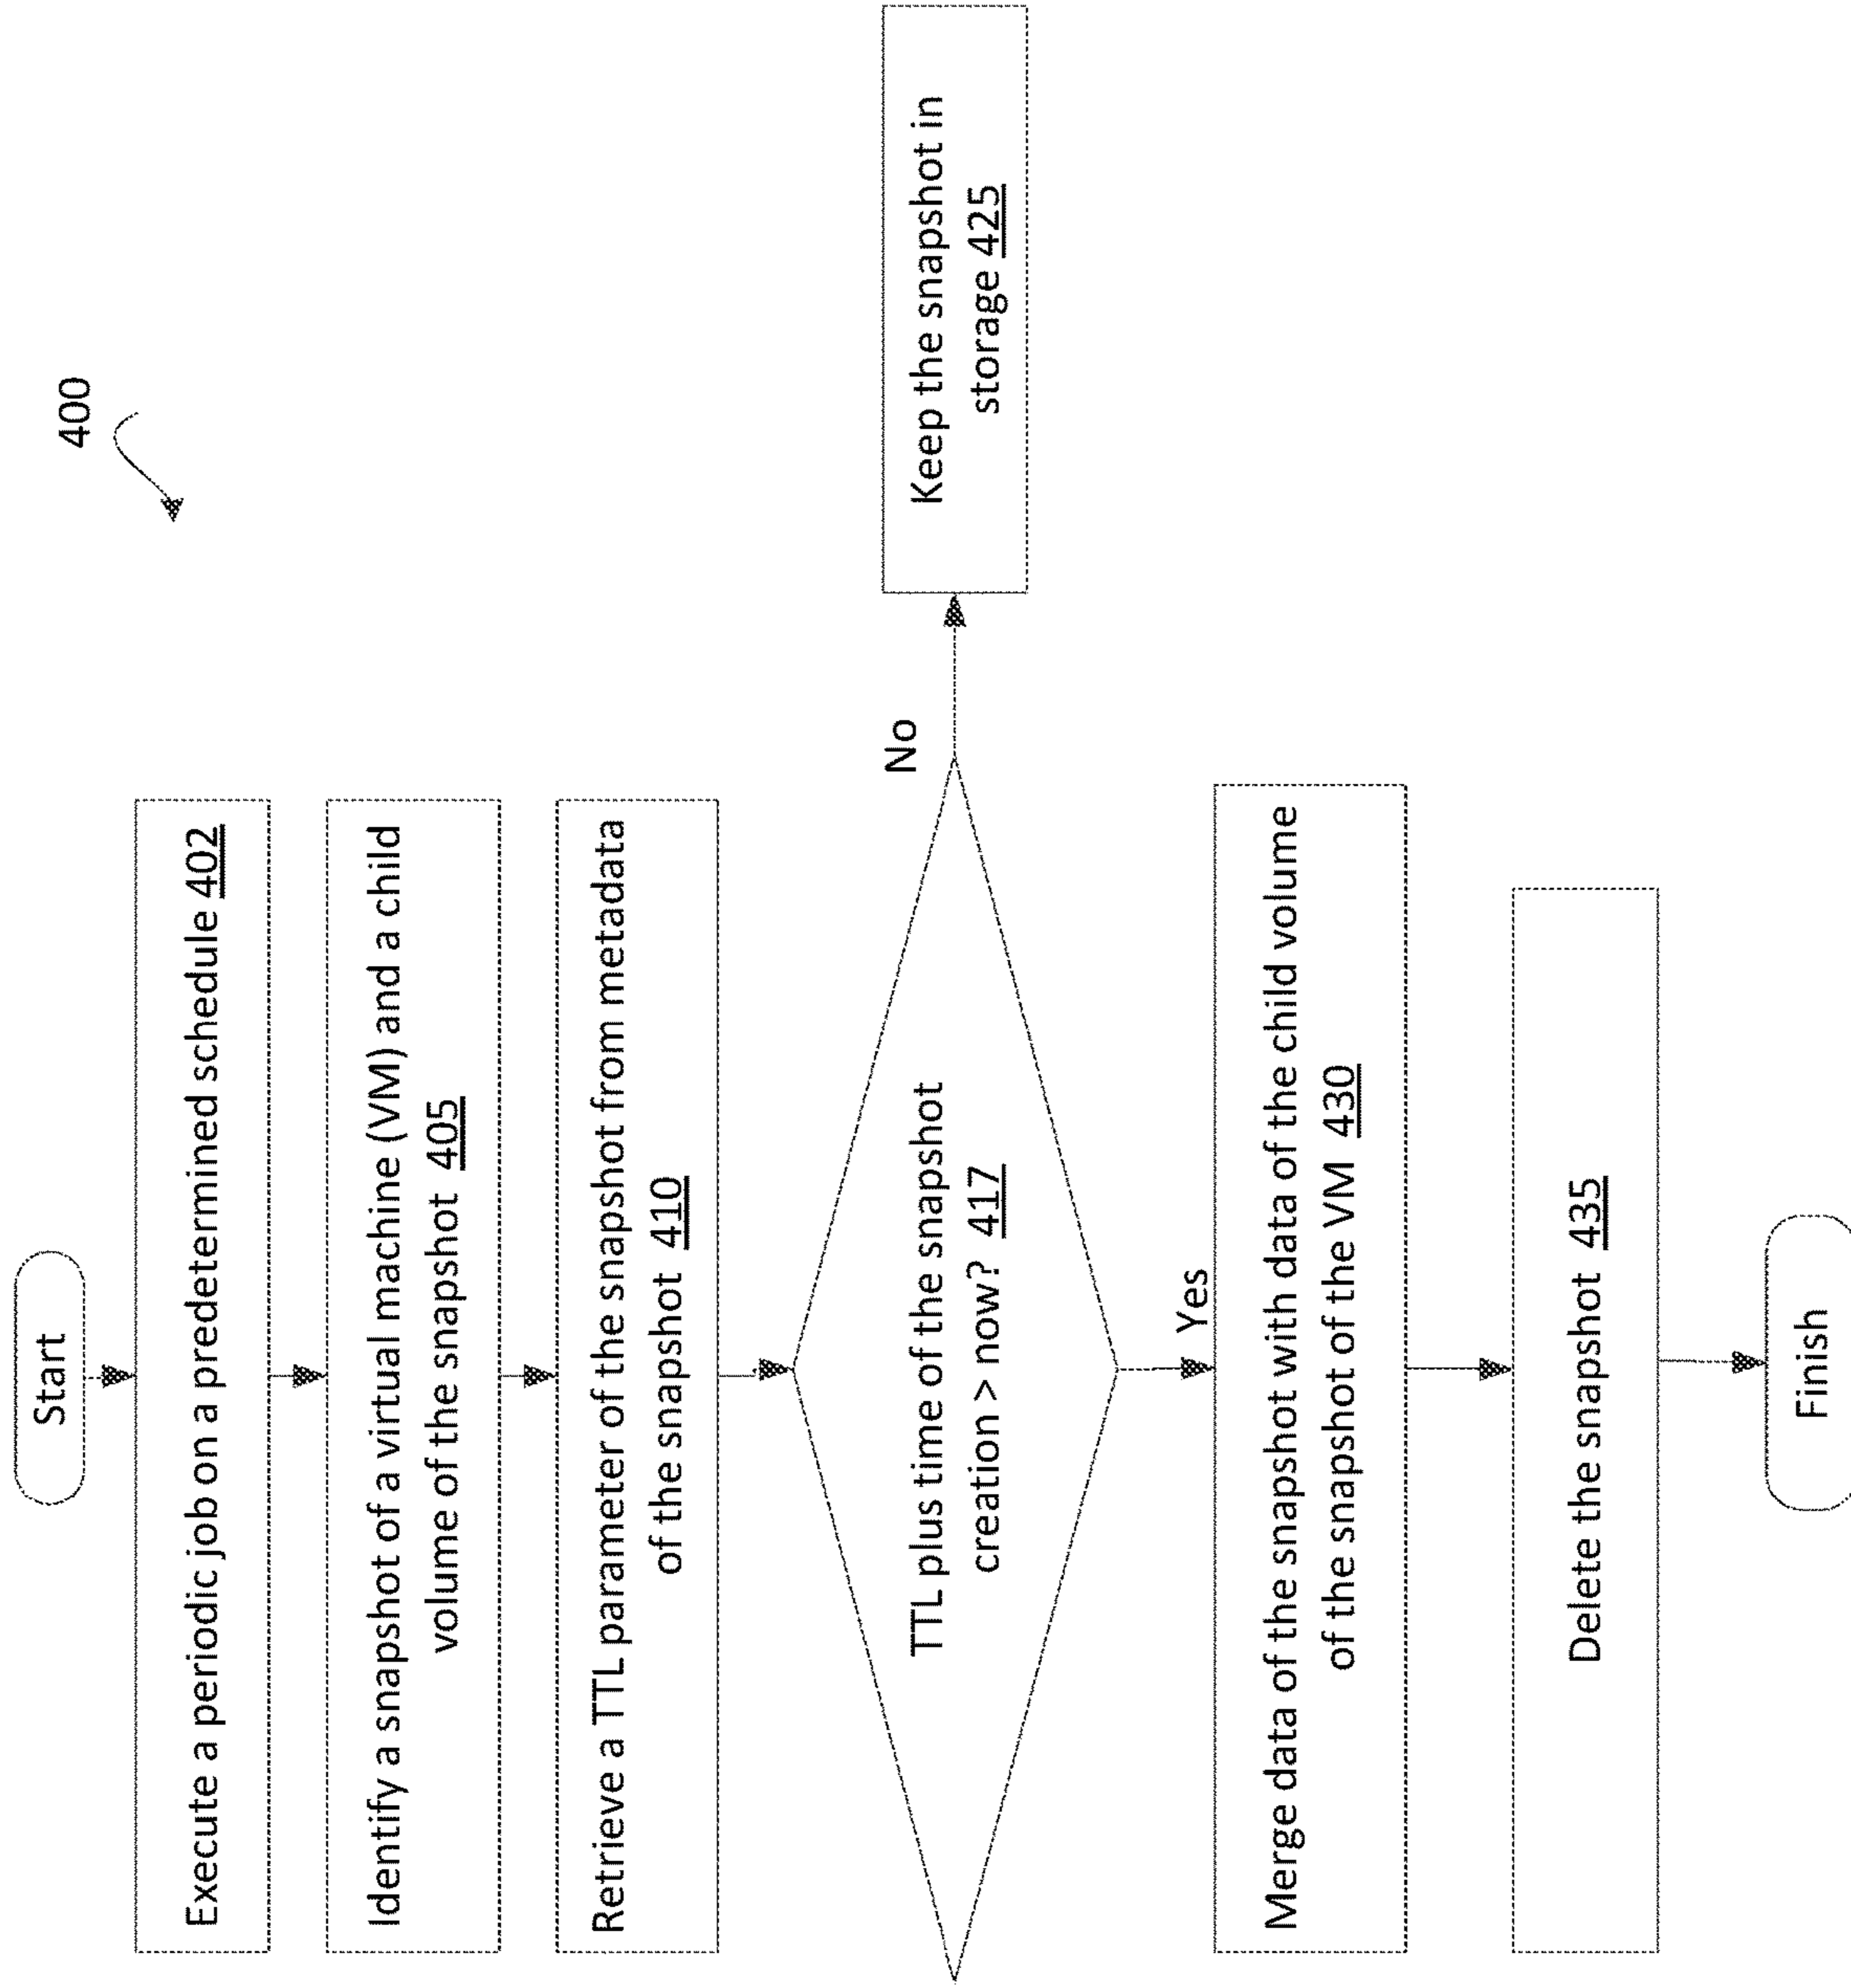 400
Start
Execute a periodic job on a predetermined schedule 402
Identify a snapshot of a virtual machine (VM) and a child
volume of the snapshot 405
Retrieve a TTL parameter of the snapshot from metadada
of the snapshot 410
TTL plus time of the snapshot
creation > now? 417
No
Keep the snapshot in
storage 425
Yes
Merge data of the snapshot with data of the child volume
of the snapshot of the VM 430
Delete the snapshot 435
Finish